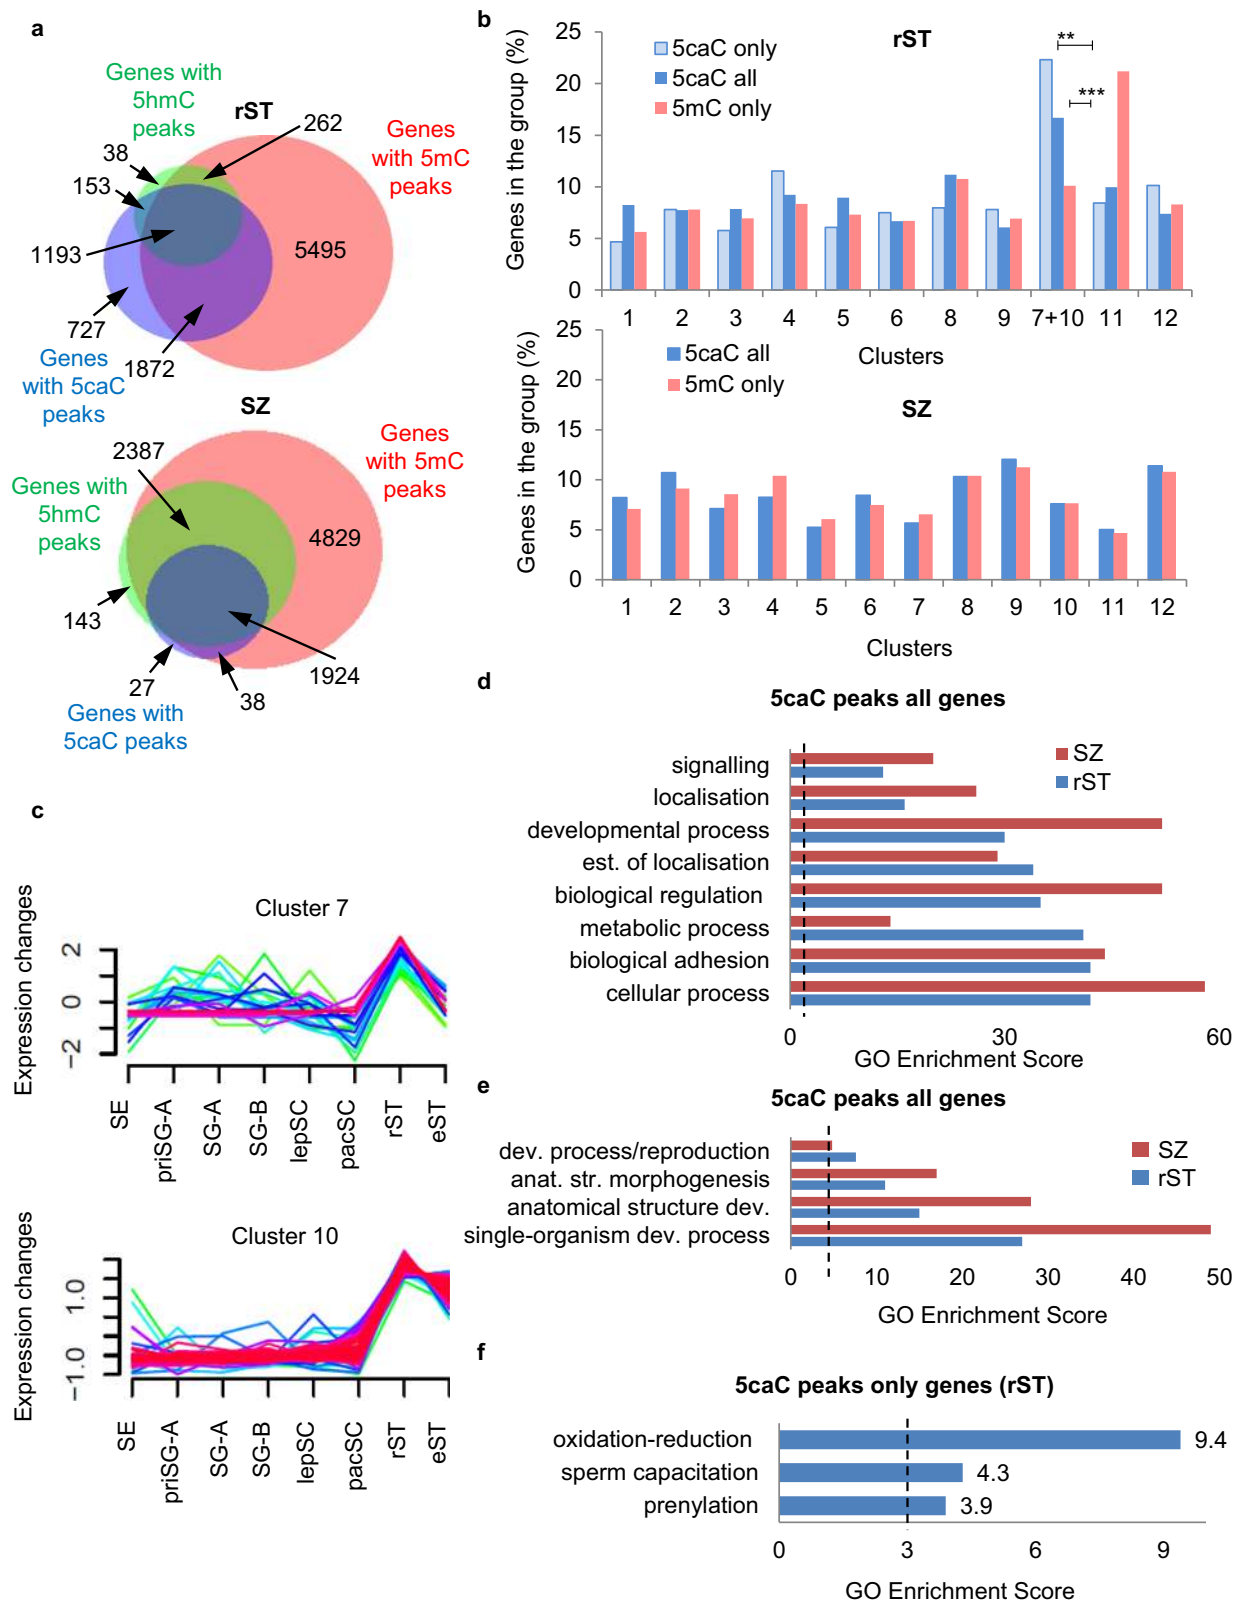 a
Genes with
5hmC
peaks
rST
262
Genes
with 5mC
peaks
38
153
1193
5495
727
1872
Genes
with 5caC
peaks
SZ
2387
Genes
with 5mC
peaks
Genes with
5hmC
peaks
4829
143
1924
27
38
Genes with
5caC peaks
b
rST
5caC only
5caC all
5mC only
**
***
Genes in the group (%)
25
20
15
10
5
0
1 2 3 4 5 6 8 9 7+10 11 12
Clusters
SZ
5caC all
5mC only
Genes in the group (%)
25
20
15
10
5
0
1 2 3 4 5 6 7 8 9 10 11 12
Clusters
c
Cluster 7
Expression changes
2
0
−2
SE priSG-A SG-A SG-B lepSC pacSC rST eST
Cluster 10
Expression changes
1.0
−1.0
SE priSG-A SG-A SG-B lepSC pacSC rST eST
d
5caC peaks all genes
SZ
rST
signalling
localisation
developmental process
est. of localisation
biological regulation
metabolic process
biological adhesion
cellular process
0 30 60
GO Enrichment Score
e
5caC peaks all genes
SZ
rST
dev. process/reproduction
anat. str. morphogenesis
anatomical structure dev.
single-organism dev. process
0 10 20 30 40 50
GO Enrichment Score
f
5caC peaks only genes (rST)
oxidation-reduction 9.4
sperm capacitation 4.3
prenylation 3.9
0 3 6 9
GO Enrichment Score